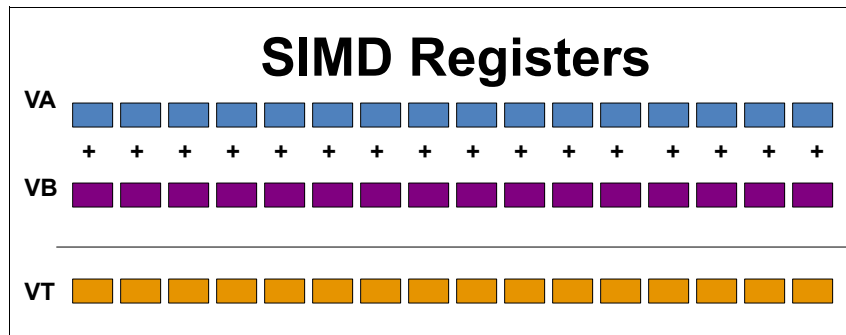 SIMD Registers
VA
+ + + + + + + + + + + + + + + +
VB
VT